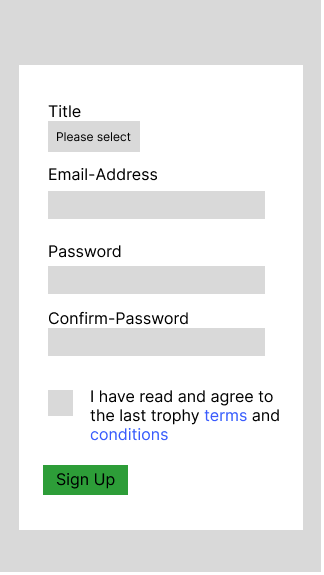 Title
Please select
Email-Address
Password
Confirm-Password
I have read and agree to
the last trophy terms and
conditions
Sign Up